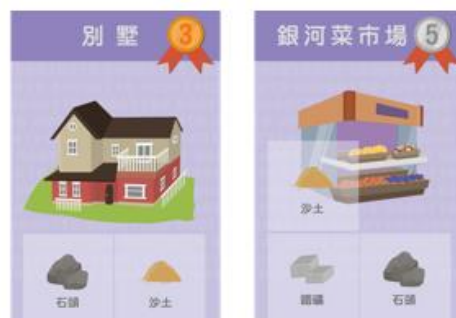 別墅 3
石頭 沙土
銀河菜市場 5
沙土
鐵礦 石頭